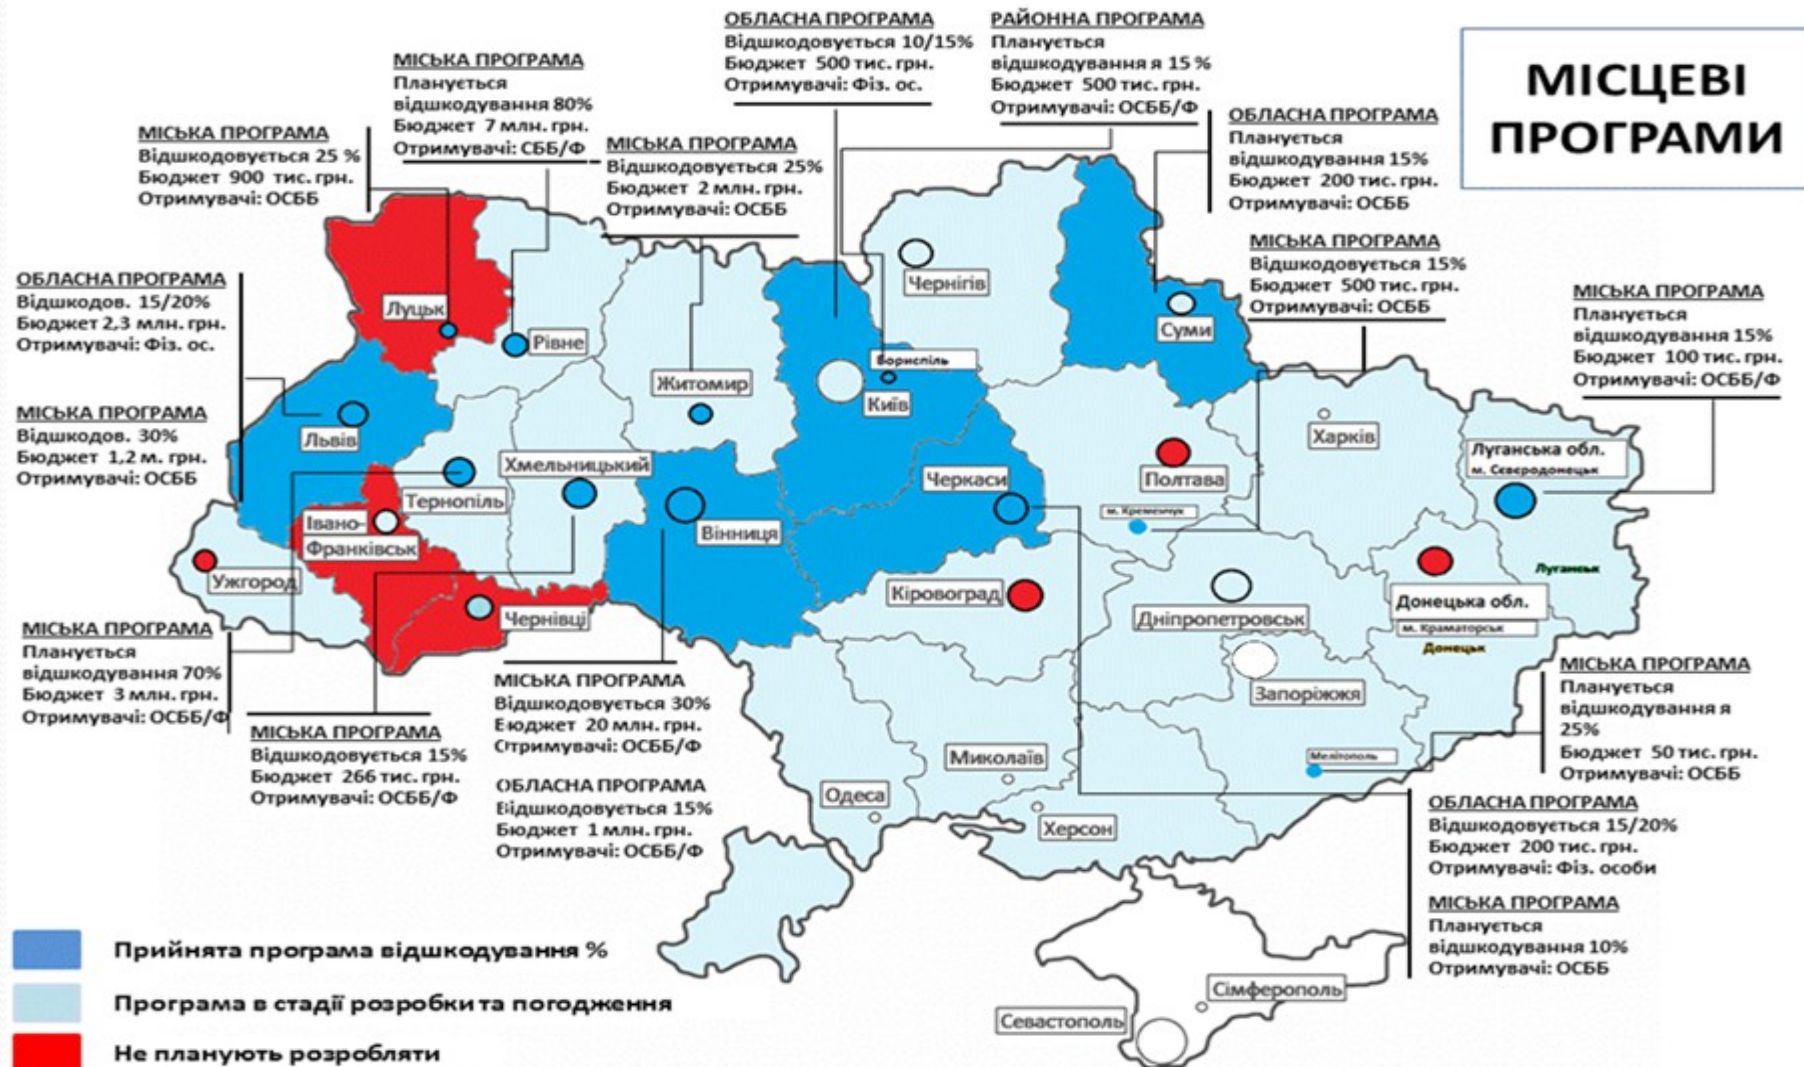 МІСЦЕВІ
ПРОГРАМИ
ОБЛАСНА ПРОГРАМА
Відшкодовується 10/15%
Бюджет 500 тис. грн.
Отримувачі: Фіз. ос.
РАЙОННА ПРОГРАМА
Планується
відшкодування я 15 %
Бюджет 500 тис. грн.
Отримувачі: ОСББ/Ф
МІСЬКА ПРОГРАМА
Планується
відшкодування 80%
Бюджет 7 млн. грн.
Отримувачі: СББ/Ф
МІСЬКА ПРОГРАМА
Відшкодовується 25 %
Бюджет 900 тис. грн.
Отримувачі: ОСББ
МІСЬКА ПРОГРАМА
Відшкодовується 25%
Бюджет 2 млн. грн.
Отримувачі: ОСББ
ОБЛАСНА ПРОГРАМА
Планується
відшкодування 15%
Бюджет 200 тис. грн.
Отримувачі: ОСББ
МІСЬКА ПРОГРАМА
Відшкодовується 15%
Бюджет 500 тис. грн.
Отримувачі: ОСББ
МІСЬКА ПРОГРАМА
Планується
відшкодування 15%
Бюджет 100 тис. грн.
Отримувачі: ОСББ/Ф
ОБЛАСНА ПРОГРАМА
Відшкодов. 15/20%
Бюджет 2,3 млн. грн.
Отримувачі: Фіз. ос.
МІСЬКА ПРОГРАМА
Відшкодов. 30%
Бюджет 1,2 м. грн.
Отримувачі: ОСББ
Луцьк
Рівне
Житомир
Чернігів
Суми
Бориспіль
Київ
Львів
Тернопіль
Хмельницький
Вінниця
Черкаси
Полтава
м. Кременчук
Харків
Луганська обл.
м. Сєвєродонецьк
Луганськ
Івано-
Франківськ
Ужгород
Чернівці
Кіровоград
Дніпропетровськ
Донецька обл.
м. Краматорськ
Донецьк
Запоріжжя
Мелітополь
Миколаїв
Одеса
Херсон
Сімферополь
Севастополь
МІСЬКА ПРОГРАМА
Планується
відшкодування 70%
Бюджет 3 млн. грн.
Отримувачі: ОСББ/Ф
МІСЬКА ПРОГРАМА
Відшкодовується 15%
Бюджет 266 тис. грн.
Отримувачі: ОСББ/Ф
МІСЬКА ПРОГРАМА
Відшкодовується 30%
Бюджет 20 млн. грн.
Отримувачі: ОСББ/Ф
ОБЛАСНА ПРОГРАМА
Відшкодовується 15%
Бюджет 1 млн. грн.
Отримувачі: ОСББ/Ф
МІСЬКА ПРОГРАМА
Планується
відшкодування я
25%
Бюджет 50 тис. грн.
Отримувачі: ОСББ
ОБЛАСНА ПРОГРАМА
Відшкодовується 15/20%
Бюджет 200 тис. грн.
Отримувачі: Фіз. особи
МІСЬКА ПРОГРАМА
Планується
відшкодування 10%
Отримувачі: ОСББ
Прийнята програма відшкодування %
Програма в стадії розробки та погодження
Не планують розробляти